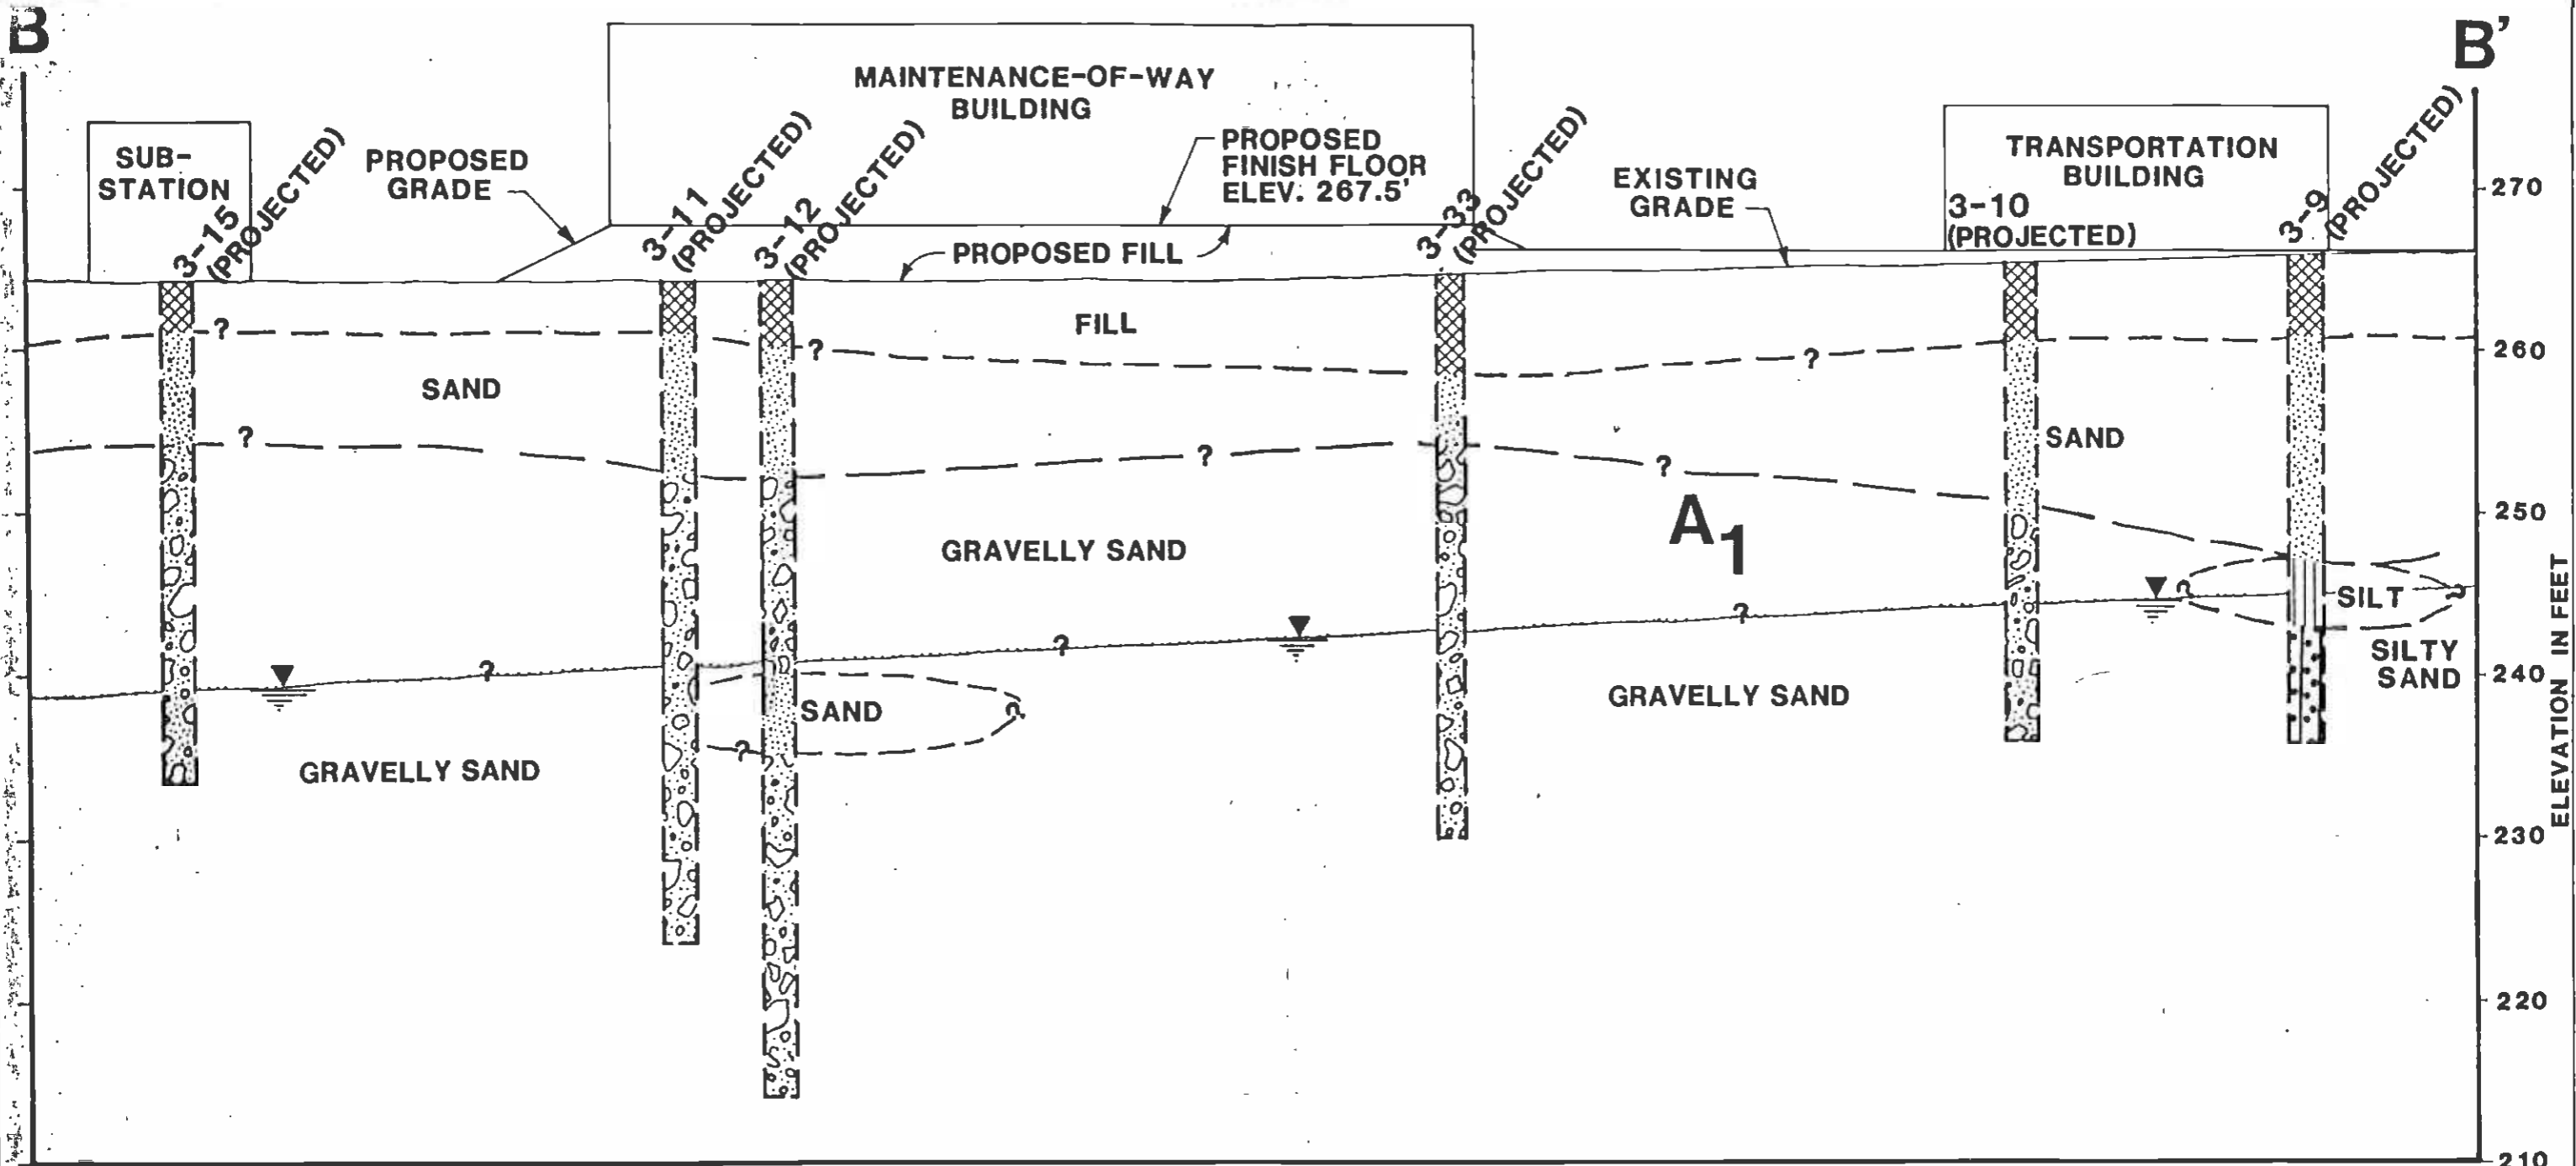 B
B'
MAINTENANCE-OF-WAY
BUILDING
SUB-
STATION
3-15
(PROJECTED)
PROPOSED
GRADE
3-11
(PROJECTED)
3-12
(PROJECTED)
PROPOSED
FINISH FLOOR
ELEV. 267.5'
PROPOSED FILL
3-33
(PROJECTED)
EXISTING
GRADE
TRANSPORTATION
BUILDING
3-10
(PROJECTED)
3-9
(PROJECTED)
270
FILL
?
?
?
260
SAND
SAND
?
?
?
A1
250
GRAVELLY SAND
ELEVATION IN FEET
?
?
?
?
?
SILT
SILTY
SAND
240
SAND
?
?
GRAVELLY SAND
GRAVELLY SAND
230
220
210